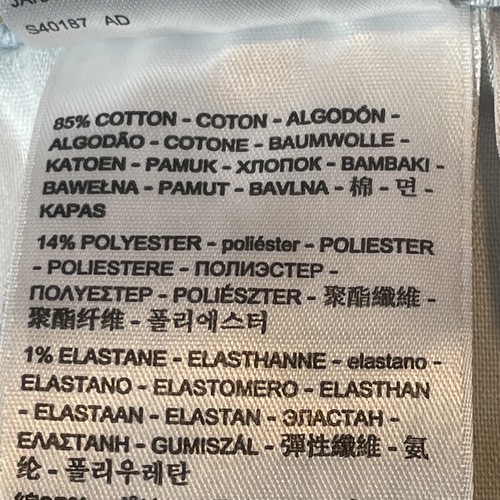 S40187 AD
85% COTTON - COTON - ALGODÓN -
ALGODÃO - COTONE - BAUMWOLLE -
KATOEN - PAMUK - ХЛОПОК - BAMBAKI -
BAWEŁNA - PAMUT - BAVLNA - 棉 - 면 -
KAPAS
14% POLYESTER - poliéster - POLIESTER
- POLIESTERE - ПОЛИЭСТЕР -
ΠΟΛΥΕΣΤΕΡ - POLIÉSZTER - 聚酯纖維 -
聚酯纤维 - 폴리에스터
1% ELASTANE - ELASTHANNE - elastano -
ELASTANO - ELASTOMERO - ELASTHAN
- ELASTAAN - ELASTAN - ЭЛАСТАН -
ΕΛΑΣΤΑΝΗ - GUMISZÁL - 彈性纖維 - 氨
纶 - 폴리우레탄